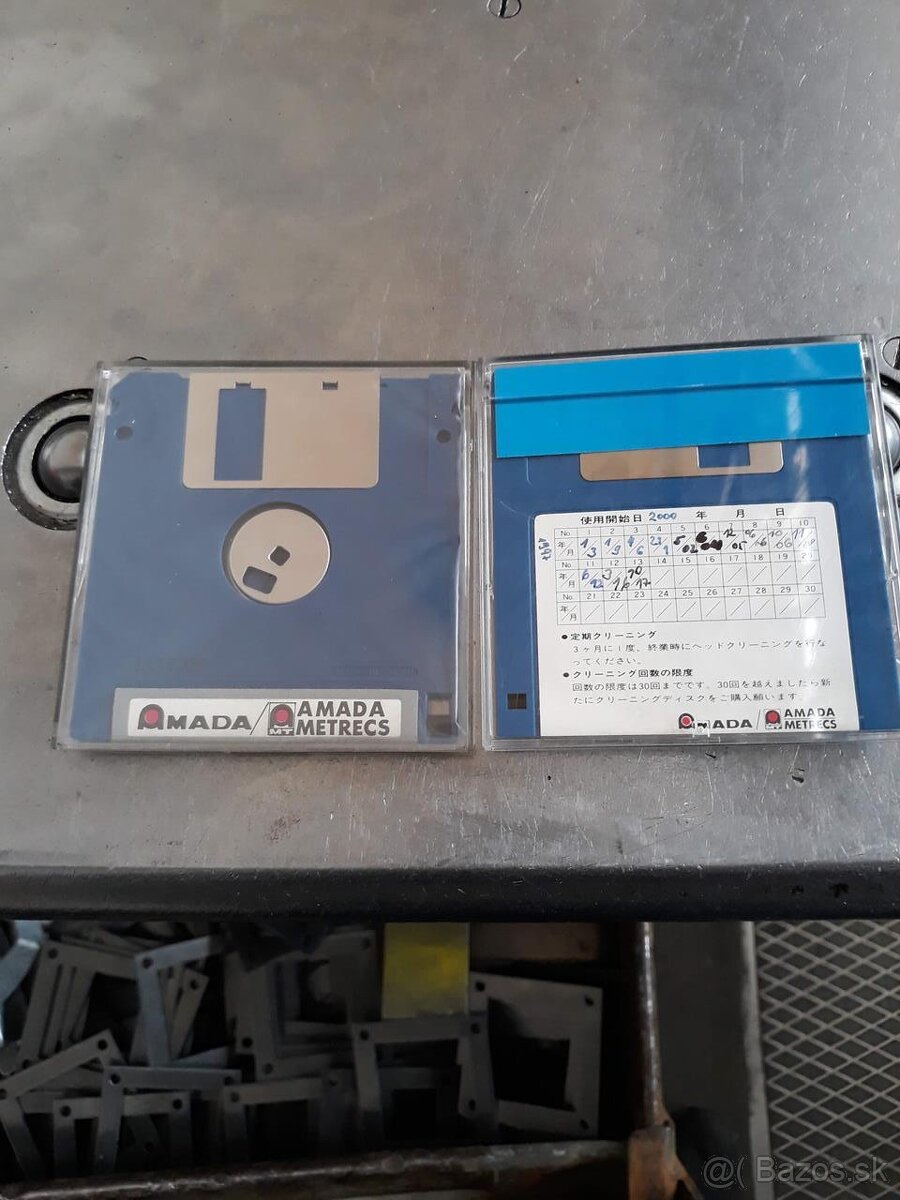 AMADA/AMADA
MT METRECS
使用開始日 2000 年 月 日
No 1 2 3 4 5 6 7 8 9 10
年/月
No 11 12 13 14 15 16 17 18 19 20
年/月
No 21 22 23 24 25 26 27 28 29 30
年/月
●定期クリーニング
3ヶ月に1度、終業時にヘッドクリーニングを行な
ってください。
●クリーニング回数の限度
回数の限度は30回までです。30回を越えましたら新
たにクリーニングディスクをご購入願います。
AMADA/AMADA
METRECS
@( Bazos.sk